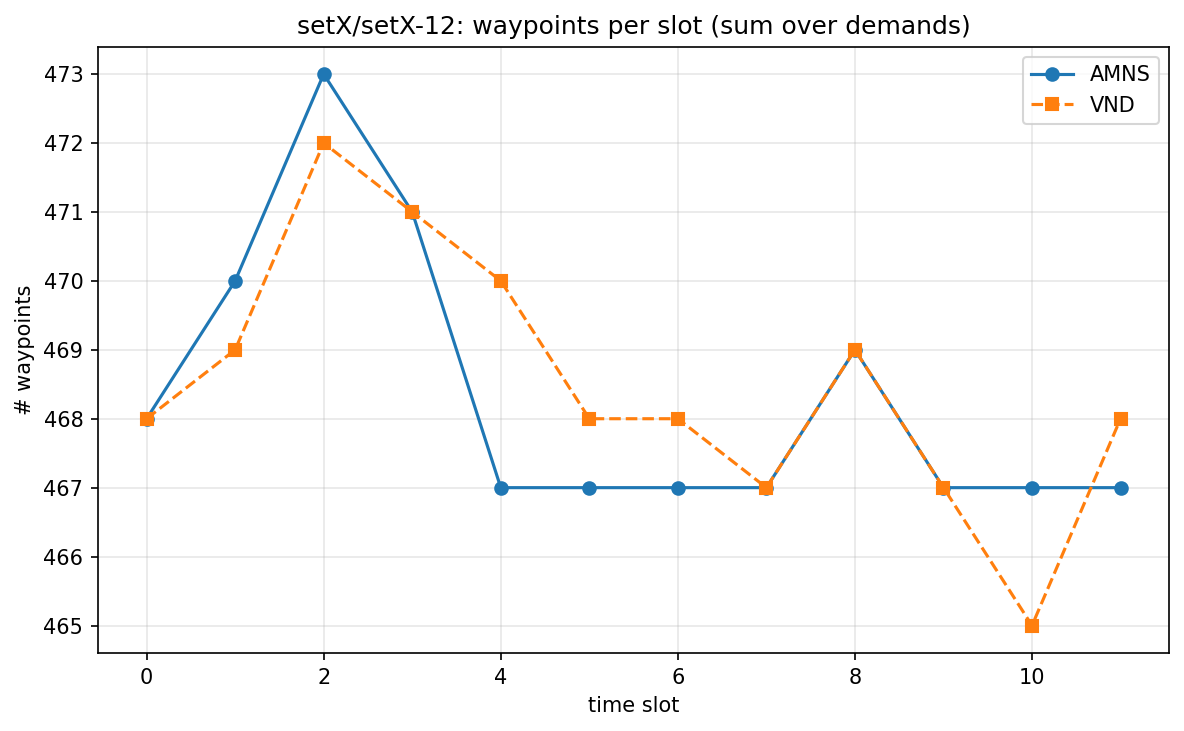 setX/setX-12: waypoints per slot (sum over demands)
AMNS
VND
473
472
471
470
469
468
467
466
465
# waypoints
0 2 4 6 8 10
time slot